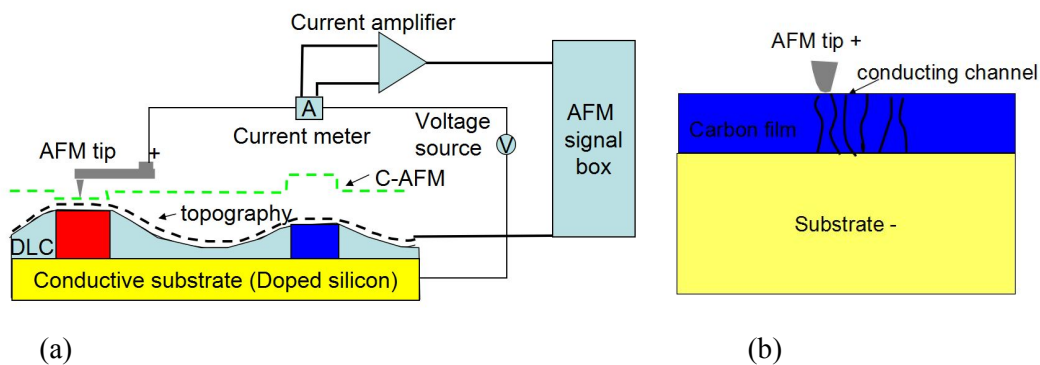 Current amplifier
A
Current meter
Voltage
source
V
AFM
signal
box
AFM tip
+
C-AFM
topography
DLC
Conductive substrate (Doped silicon)
(a)
AFM tip +
conducting channel
Carbon film
Substrate -
(b)